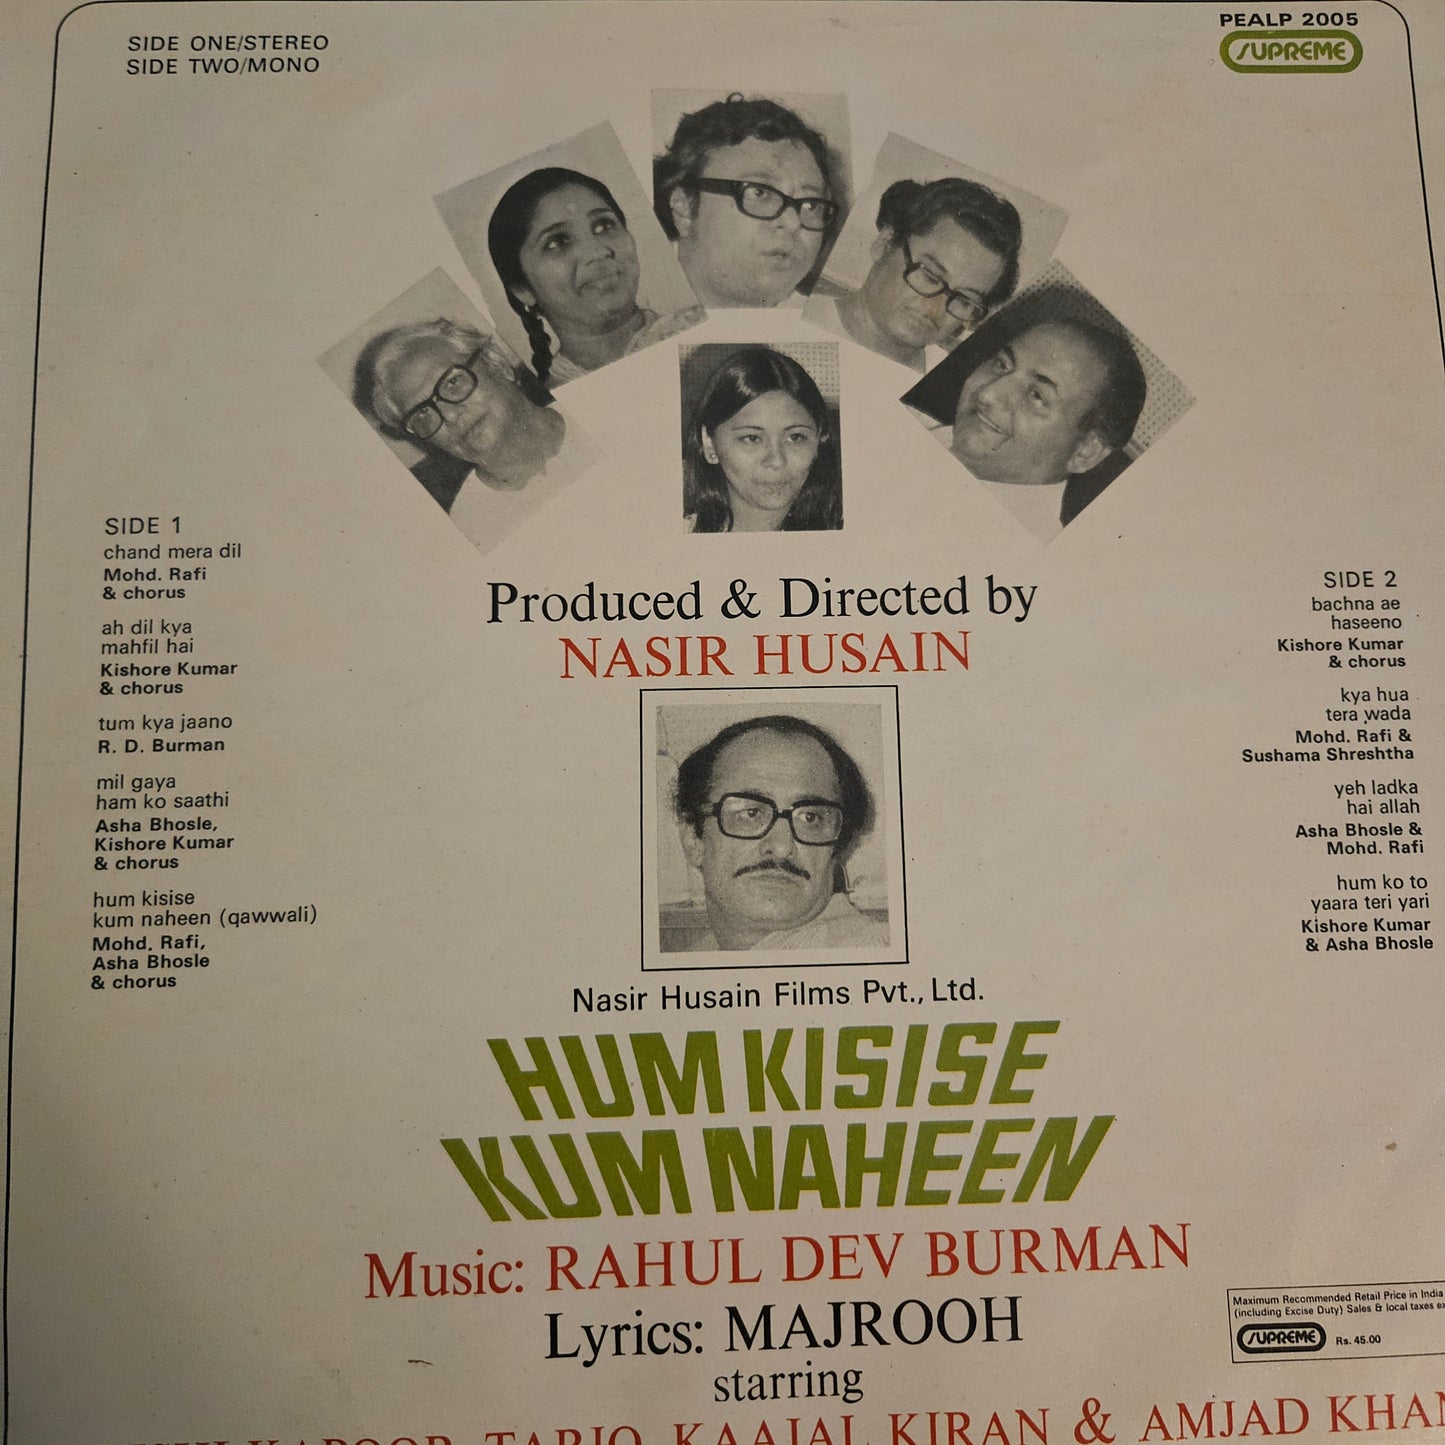 SIDE ONE/STEREO
SIDE TWO/MONO
PEALP 2005
SUPREME
SIDE 1
chand mera dil
Mohd. Rafi
& chorus
ah dil kya
mahfil hai
Kishore Kumar
& chorus
tum kya jaano
R. D. Burman
mil gaya
ham ko saathi
Asha Bhosle,
Kishore Kumar
& chorus
hum kisise
kum naheen (qawwali)
Mohd. Rafi,
Asha Bhosle
& chorus
Produced & Directed by
NASIR HUSAIN
SIDE 2
bachna ae
haseeno
Kishore Kumar
& chorus
kya hua
tera wada
Mohd. Rafi &
Sushama Shreshtha
yeh ladka
hai allah
Asha Bhosle &
Mohd. Rafi
hum ko to
yaara teri yari
Kishore Kumar
& Asha Bhosle
Nasir Husain Films Pvt., Ltd.
HUM KISISE
KUM NAHEEN
Music: RAHUL DEV BURMAN
Lyrics: MAJROOH
starring
KAPOOR, TARIQ, KAAJAL KIRAN & AMJAD KHAN
Maximum Recommended Retail Price in India
(including Excise Duty) Sales & local taxes
SUPREME
Rs. 45.00